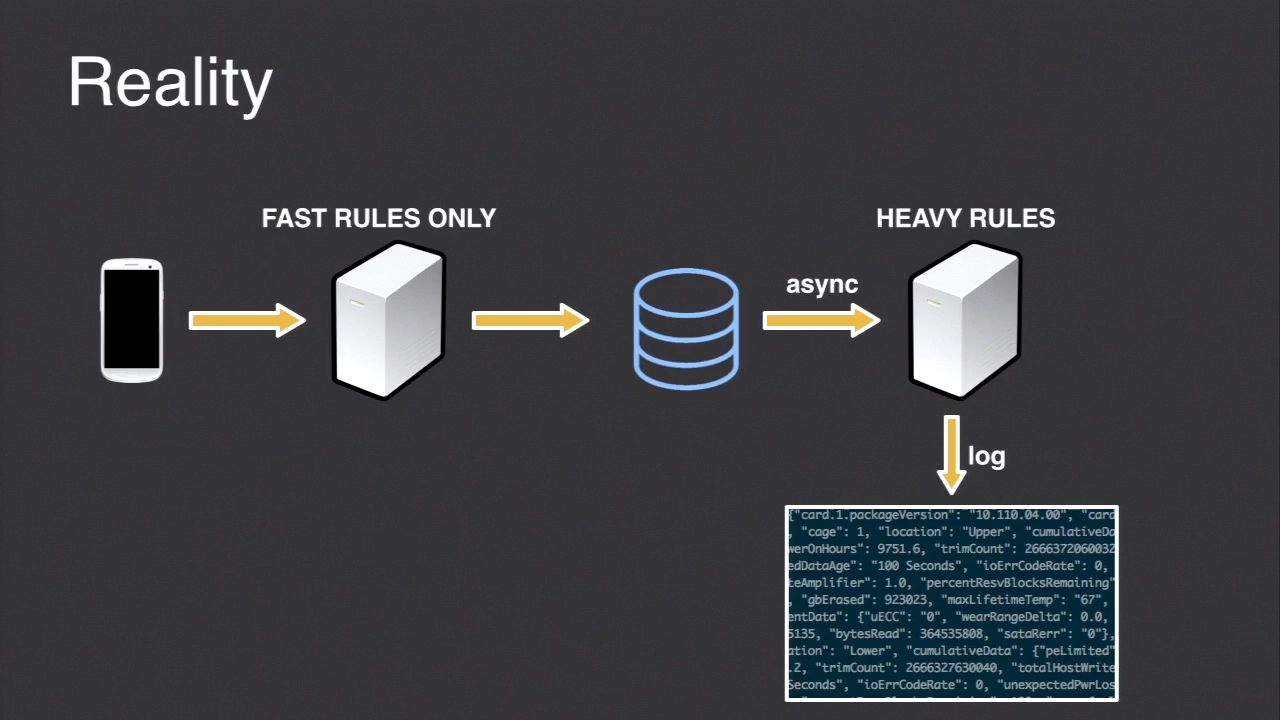 Reality
FAST RULES ONLY
HEAVY RULES
async
log
{"card.1.packageVersion": "10.110.04.00", "card
, "cage": 1, "location": "Upper", "cumulativeDa
werOnHours": 9751.6, "trimCount": 2666372060032
edDataAge": "100 Seconds", "ioErrCodeRate": 0,
teAmplifier": 1.0, "percentResvBlocksRemaining"
, "gbErased": 923023, "maxLifetimeTemp": "67",
entData": {"uECC": "0", "wearRangeDelta": 0.0,
5135, "bytesRead": 364535808, "sataRerr": "0"},
ation": "Lower", "cumulativeData": {"peLimited"
.2, "trimCount": 2666327630040, "totalHostWrite
Seconds", "ioErrCodeRate": 0, "unexpectedPwrLos